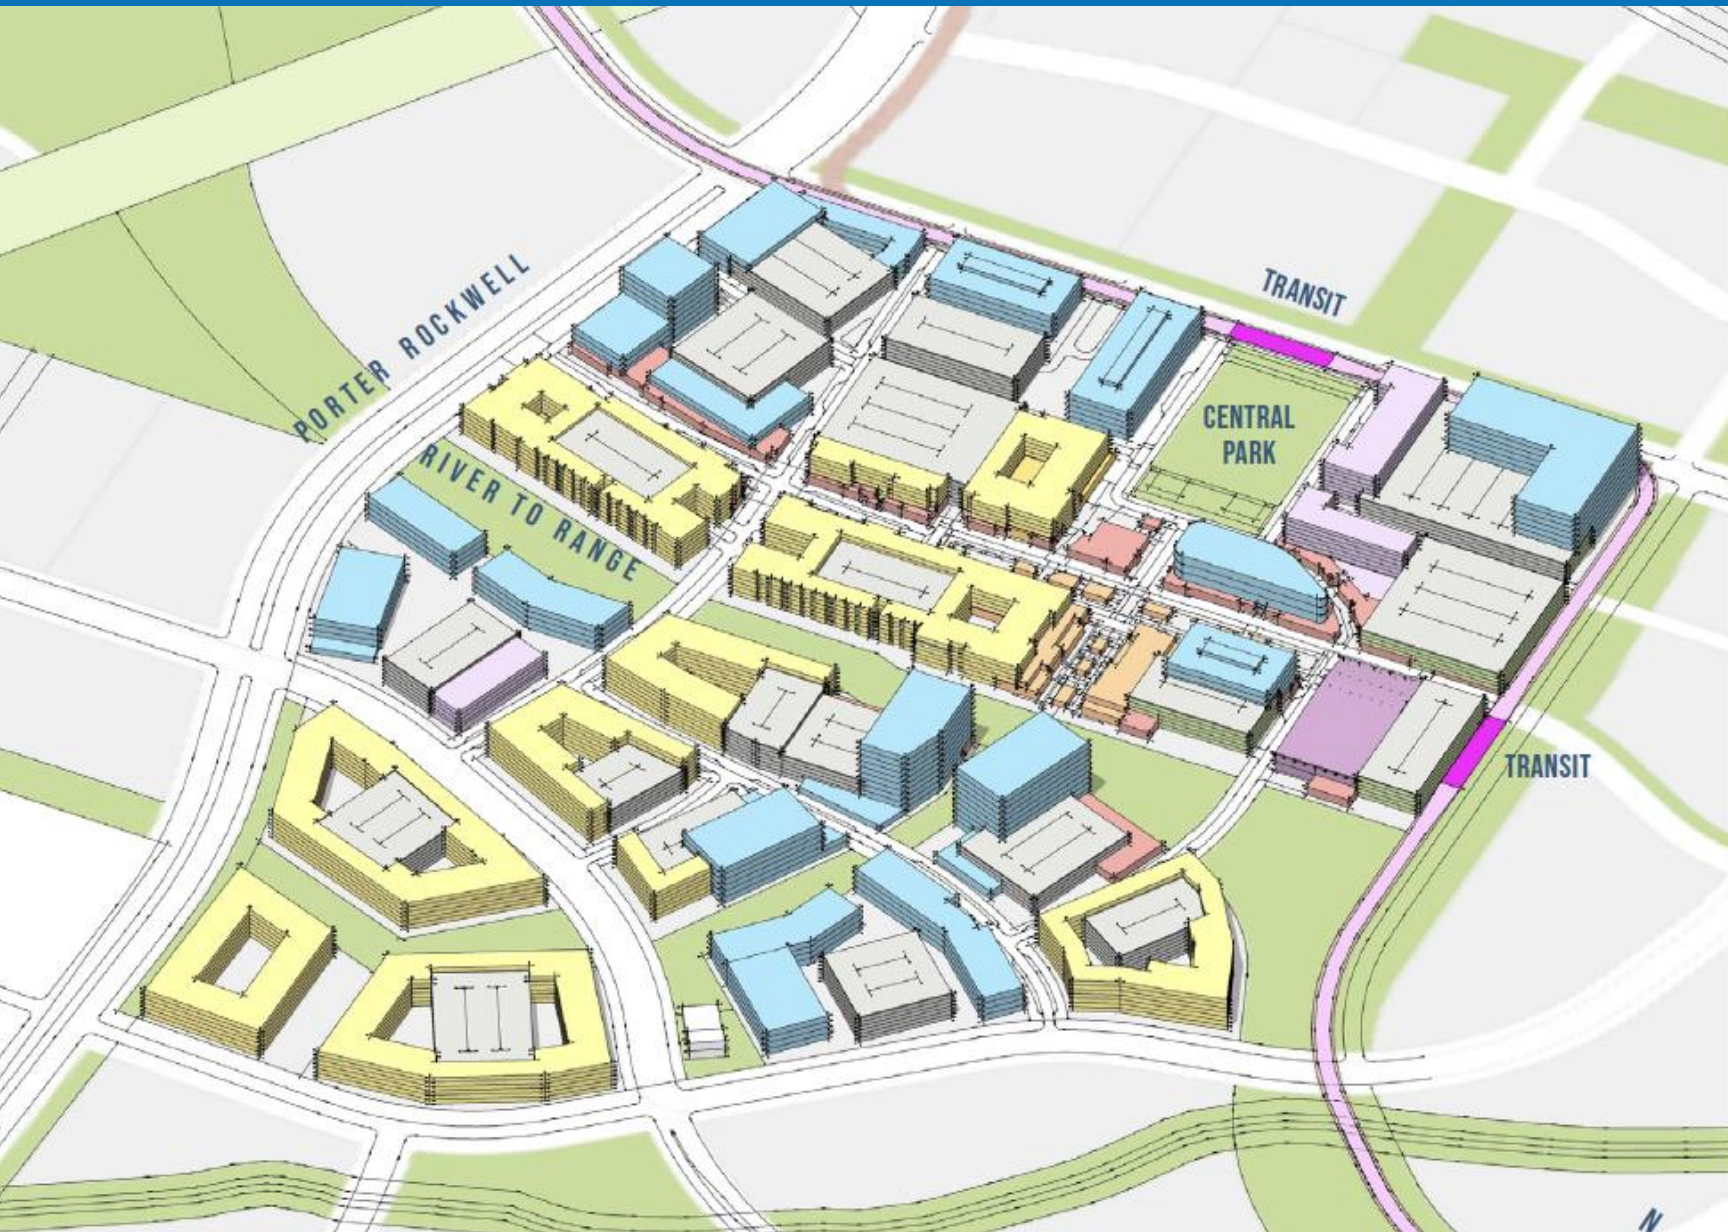 TRANSIT
PORTER ROCKWELL
CENTRAL
PARK
RIVER TO RANGE
TRANSIT
N